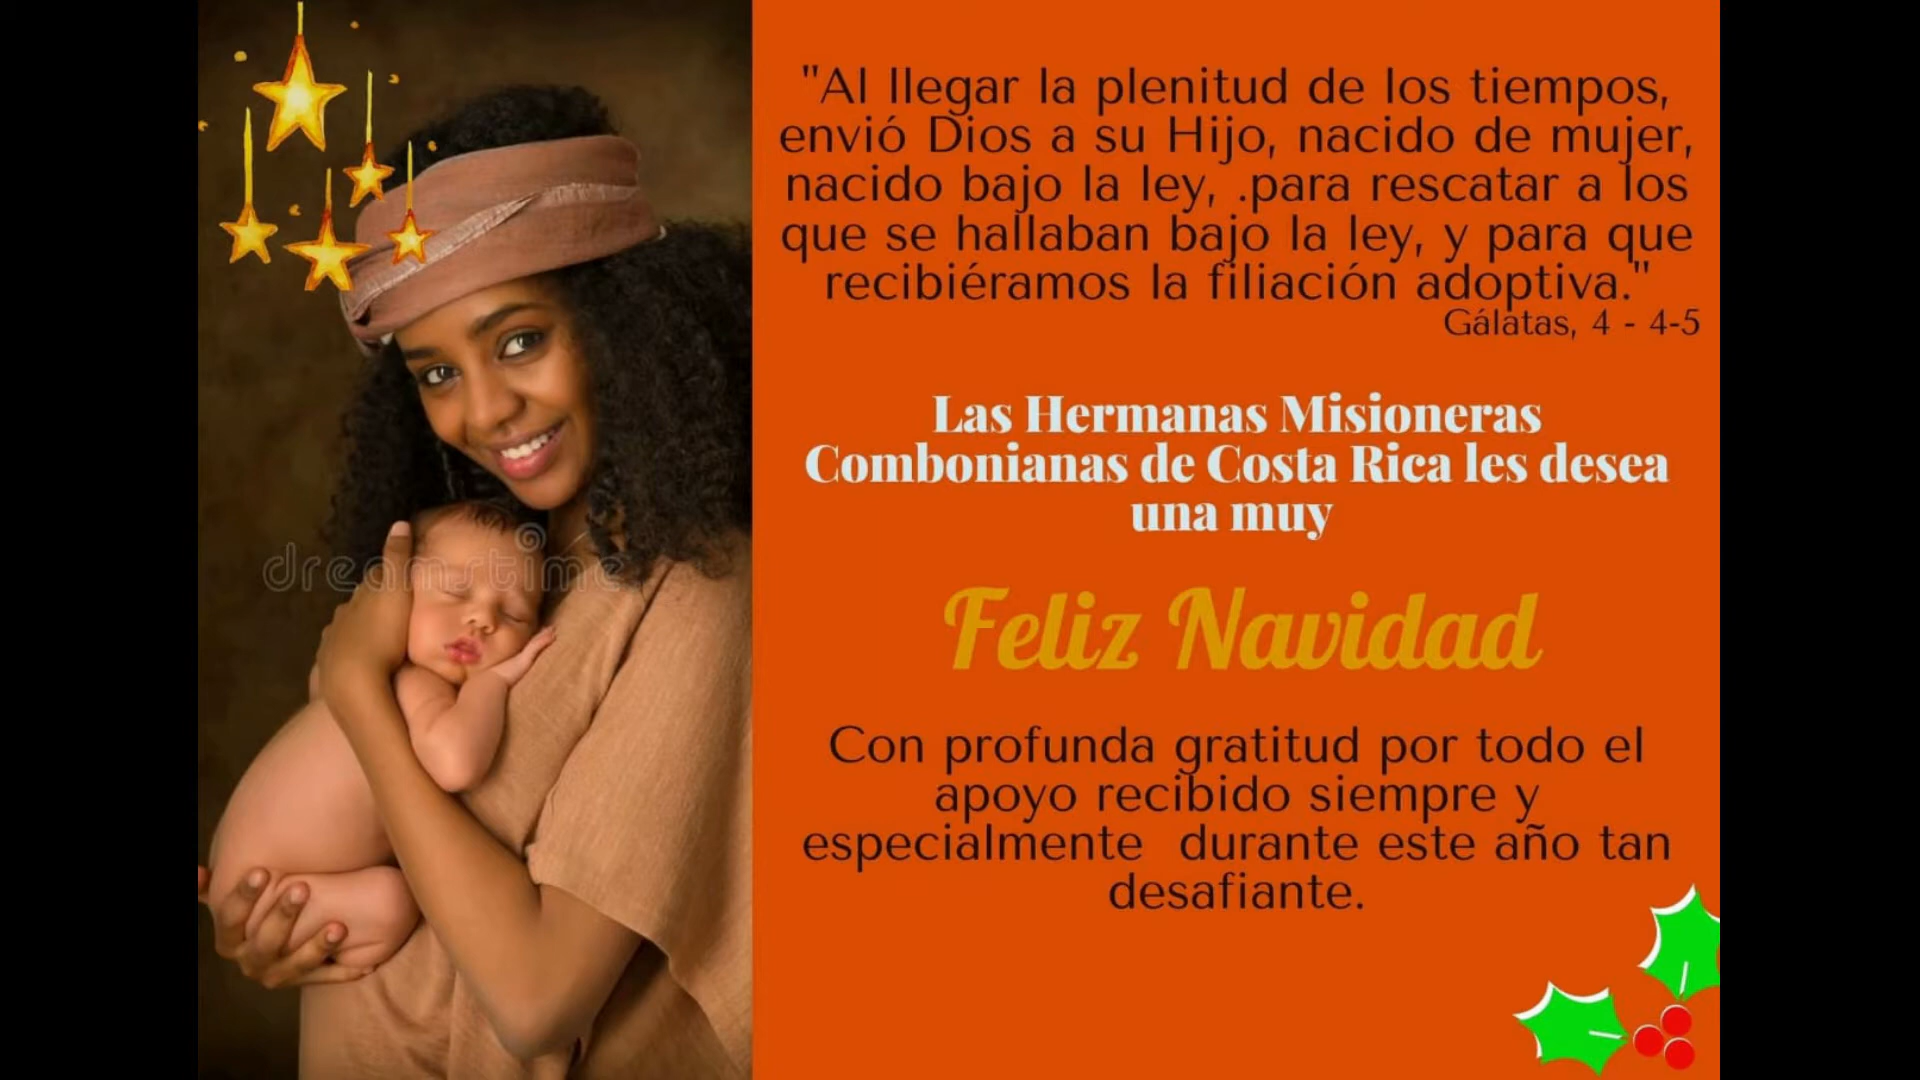 "Al llegar la plenitud de los tiempos,
envió Dios a su Hijo, nacido de mujer,
nacido bajo la ley, .para rescatar a los
que se hallaban bajo la ley, y para que
recibiéramos la filiación adoptiva."
Gálatas, 4 - 4-5
Las Hermanas Misioneras
Combonianas de Costa Rica les desea
una muy
Feliz Navidad
Con profunda gratitud por todo el
apoyo recibido siempre y
especialmente  durante este año tan
desafiante.
dreamstime